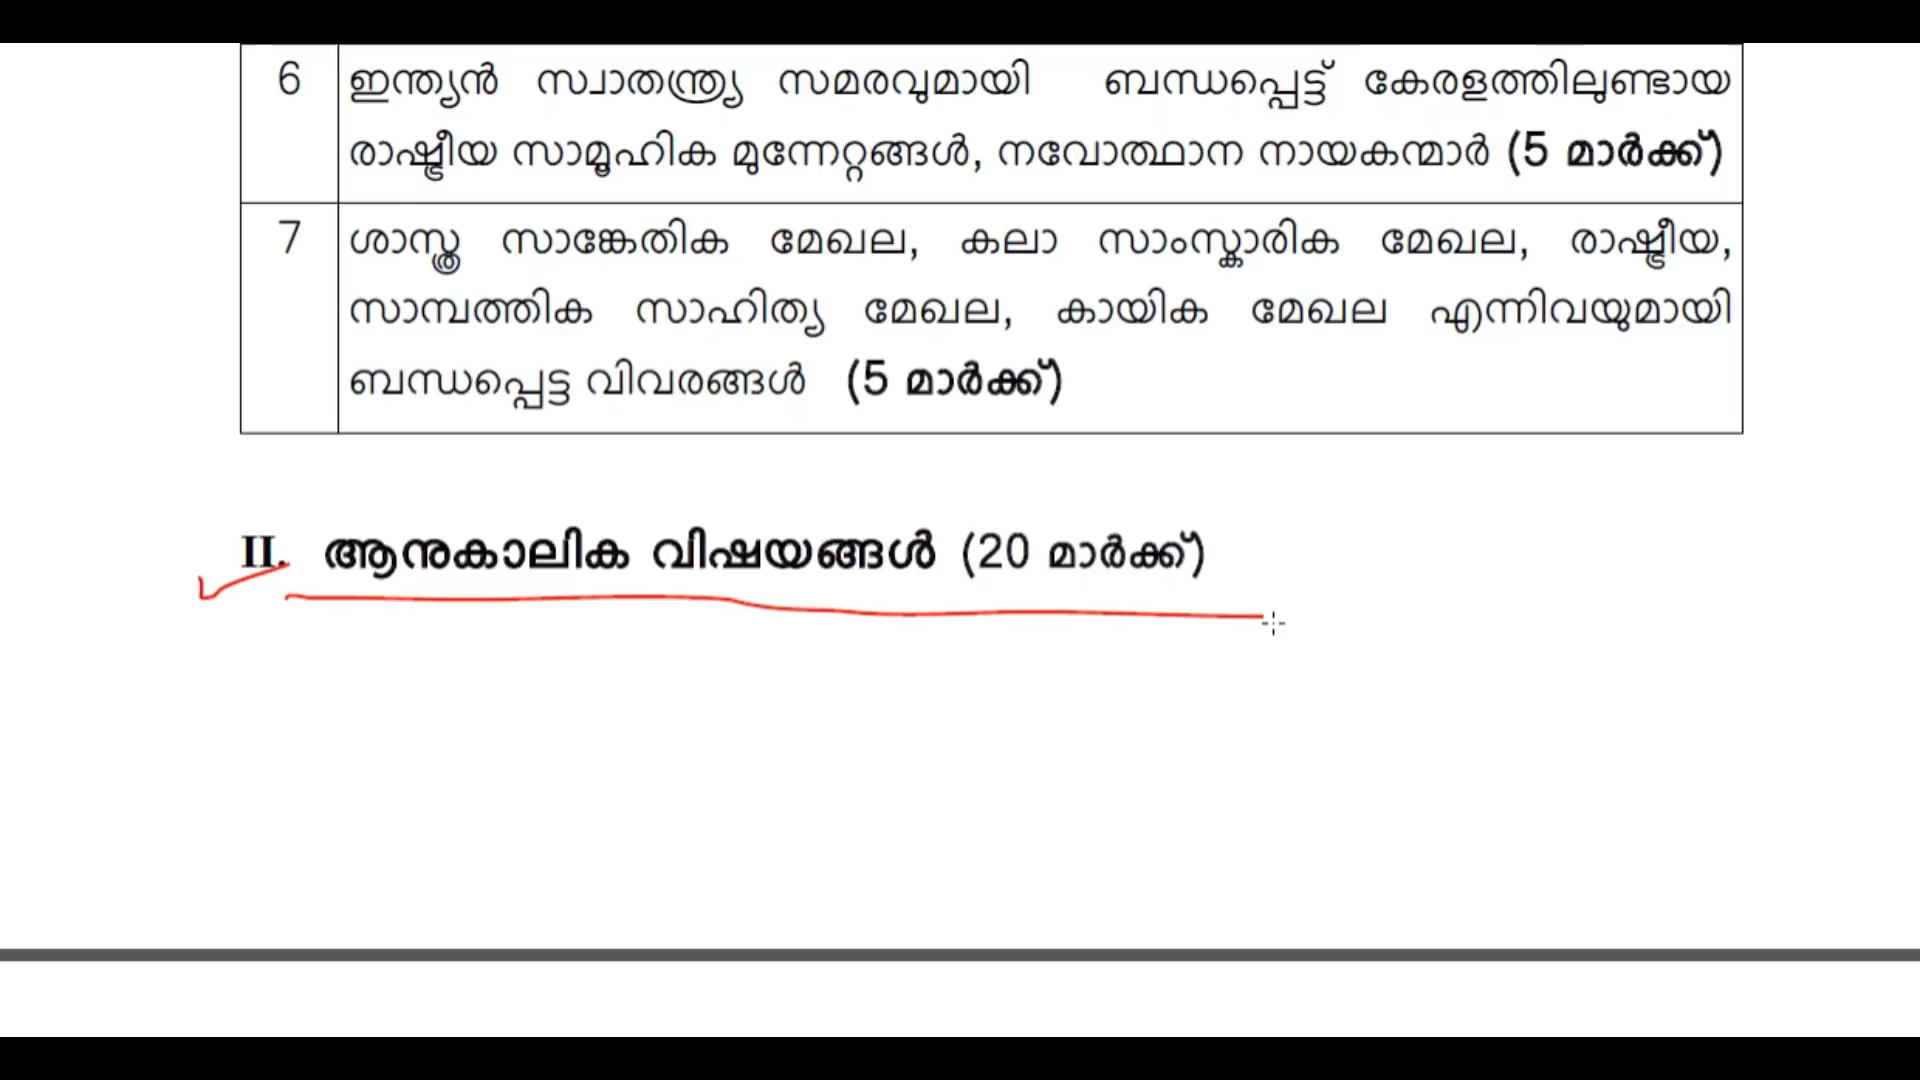 6 ഇന്ത്യൻ സ്വാതന്ത്ര്യ സമരവുമായി ബന്ധപ്പെട്ട് കേരളത്തിലുണ്ടായ
രാഷ്ട്രീയ സാമൂഹിക മുന്നേറ്റങ്ങൾ, നവോത്ഥാന നായകന്മാർ (5 മാർക്ക്)
7 ശാസ്ത്ര സാങ്കേതിക മേഖല, കലാ സാംസ്കാരിക മേഖല, രാഷ്ട്രീയ,
സാമ്പത്തിക സാഹിത്യ മേഖല, കായിക മേഖല എന്നിവയുമായി
ബന്ധപ്പെട്ട വിവരങ്ങൾ (5 മാർക്ക്)
II. ആനുകാലിക വിഷയങ്ങൾ (20 മാർക്ക്)